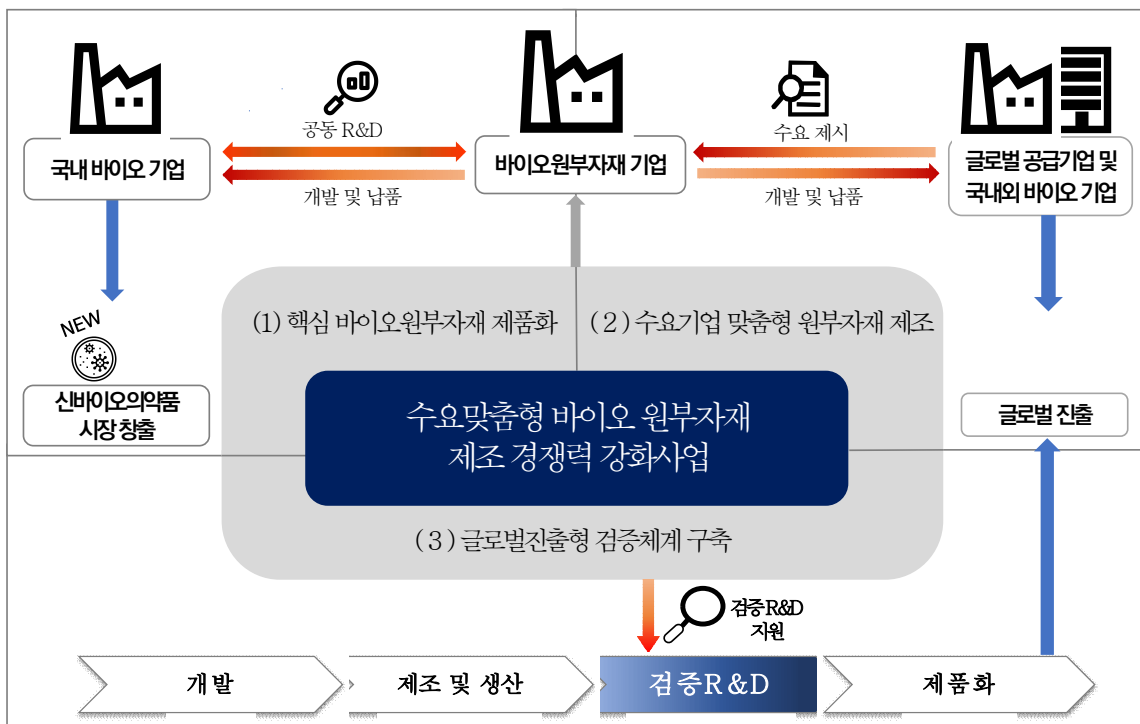 공동 R&D
수요 제시
국내 바이오 기업
바이오원부자재 기업
글로벌 공급기업 및
국내외 바이오 기업
개발 및 납품
개발 및 납품
(1) 핵심 바이오원부자재 제품화
(2) 수요기업 맞춤형 원부자재 제조
NEW
신바이오의약품
시장 창출
수요맞춤형 바이오 원부자재
제조 경쟁력 강화사업
글로벌 진출
(3) 글로벌진출형 검증체계 구축
검증R&D
지원
개발
제조 및 생산
검증R&D
제품화